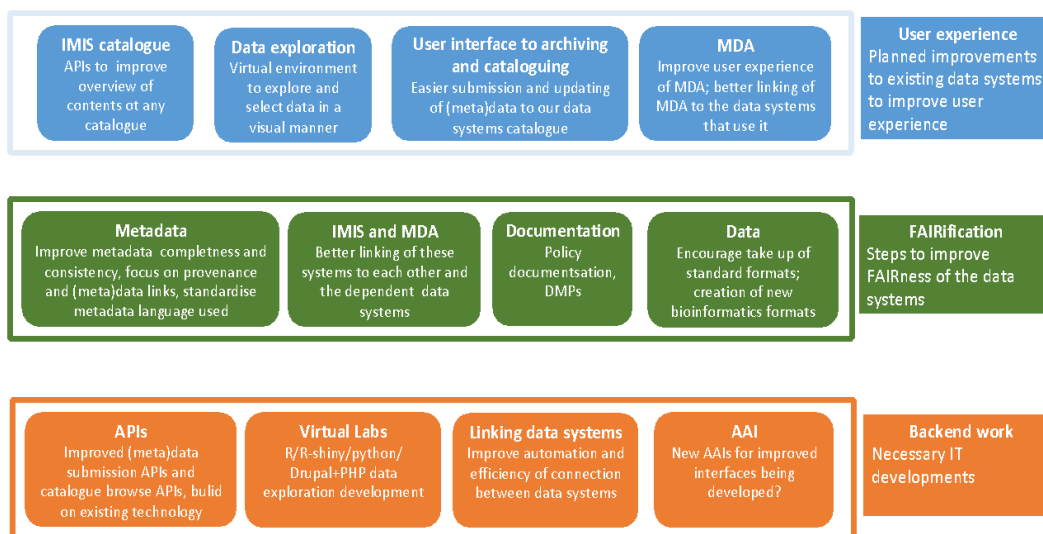 IMIS catalogue
APIs to improve
overview of
contents ot any
catalogue
Data exploration
Virtual environment
to explore and
select data in a
visual manner
User interface to archiving
and cataloguing
Easier submission and updating
of (meta)data to our data
systems catalogue
MDA
Improve user experience
of MDA; better linking of
MDA to the data systems
that use it
User experience
Planned improvements
to existing data systems
to improve user
experience
Metadata
Improve metadata completness and
consistency, focus on provenance
and (meta)data links, standardise
metadata language used
IMIS and MDA
Better linking of these
systems to each other and
the dependent data
systems
Documentation
Policy
documentsation,
DMPs
Data
Encourage take up of
standard formats;
creation of new
bioinformatics formats
FAIRification
Steps to improve
FAIRness of the data
systems
APIs
Improved (meta)data
submission APIs and
catalogue browse APIs, bulid
on existing technology
Virtual Labs
R/R-shiny/python/
Drupal+PHP data
exploration development
Linking data systems
Improve automation and
efficiency of connection
between data systems
AAI
New AAIs for improved
interfaces being
developed?
Backend work
Necessary IT
developments